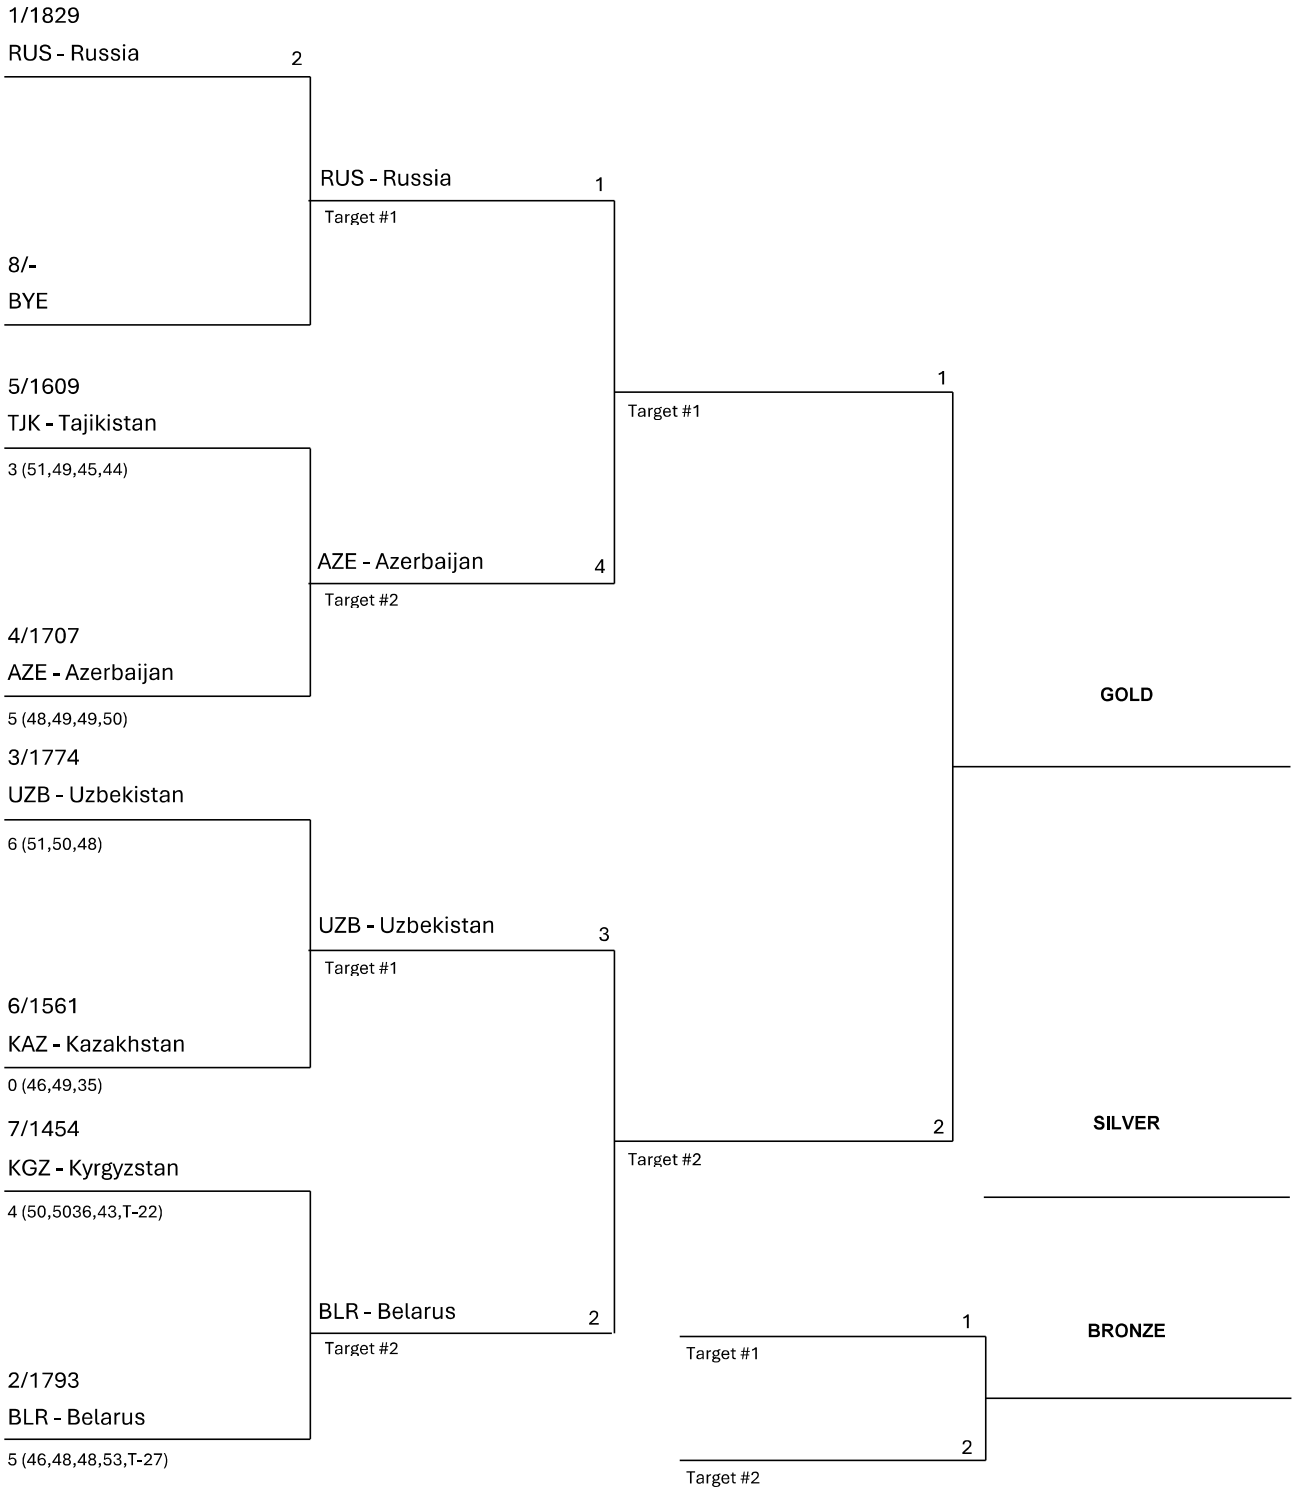 1/1829
RUS - Russia
2
RUS - Russia
1
Target #1
8/-
BYE
5/1609
TJK - Tajikistan
3 (51,49,45,44)
1
Target #1
AZE - Azerbaijan
4
Target #2
4/1707
AZE - Azerbaijan
5 (48,49,49,50)
GOLD
3/1774
UZB - Uzbekistan
6 (51,50,48)
UZB - Uzbekistan
3
Target #1
6/1561
KAZ - Kazakhstan
0 (46,49,35)
7/1454
KGZ - Kyrgyzstan
4 (50,5036,43,T-22)
2
Target #2
SILVER
BLR - Belarus
2
Target #2
1
Target #1
BRONZE
2/1793
BLR - Belarus
5 (46,48,48,53,T-27)
2
Target #2